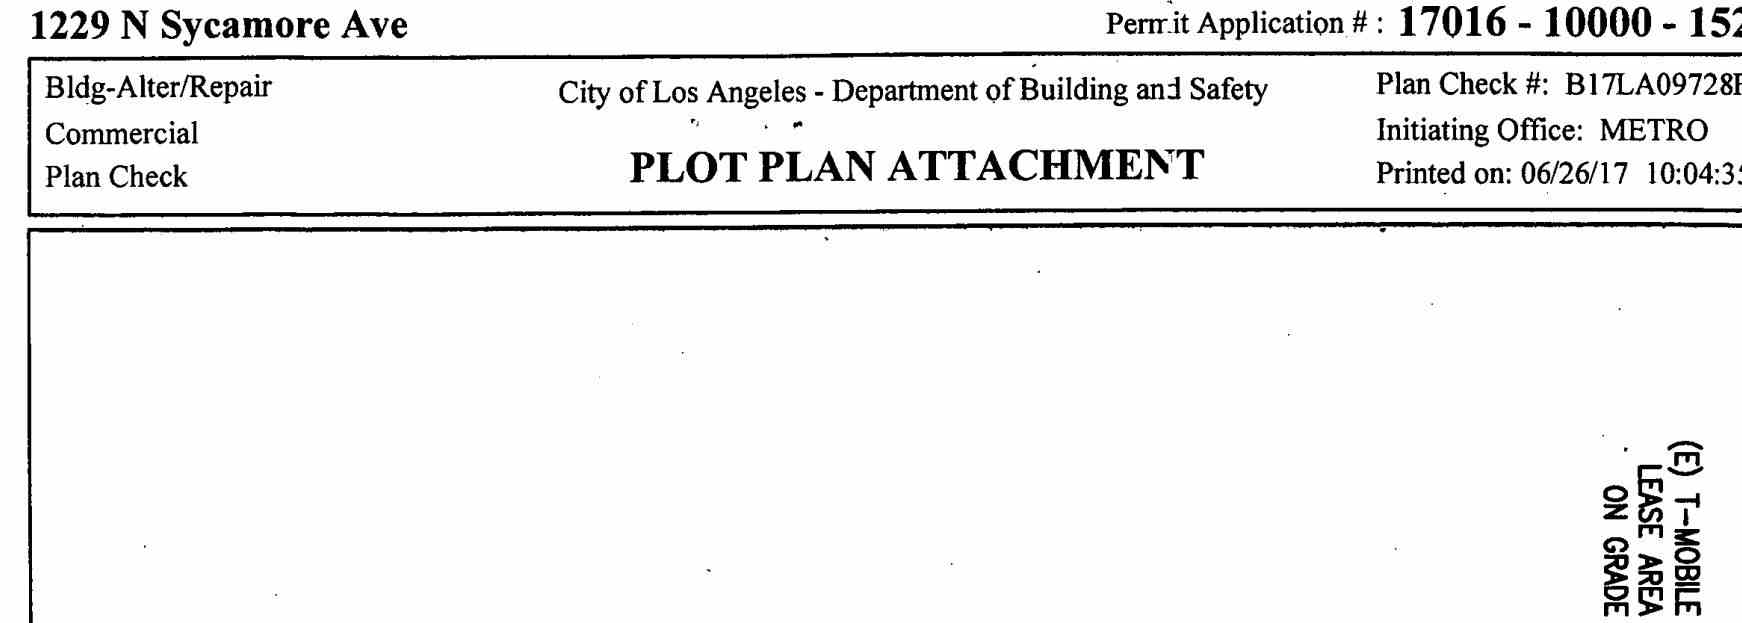 1229 N Sycamore Ave
Permit Application # : 17016 - 10000 - 152
Bldg-Alter/Repair
City of Los Angeles - Department of Building and Safety
Plan Check #: B17LA09728F
Commercial
Initiating Office: METRO
PLOT PLAN ATTACHMENT
Plan Check
Printed on: 06/26/17 10:04:35
(E) T-MOBILE
LEASE AREA
ON GRADE